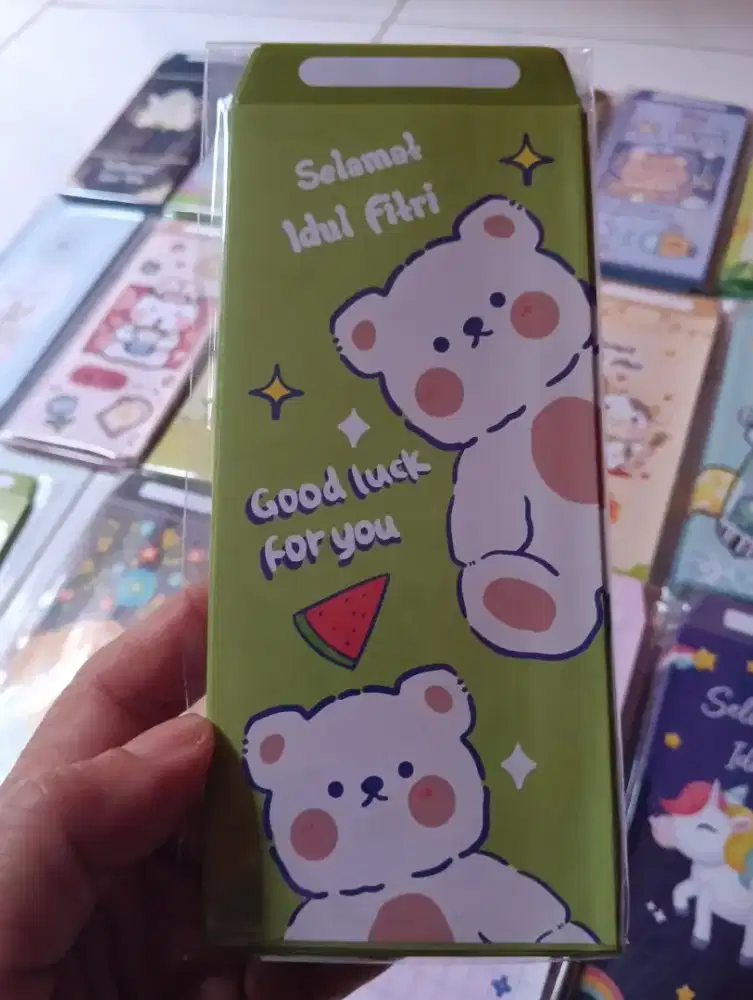 Selamat
Idul Fitri
Good luck
for you